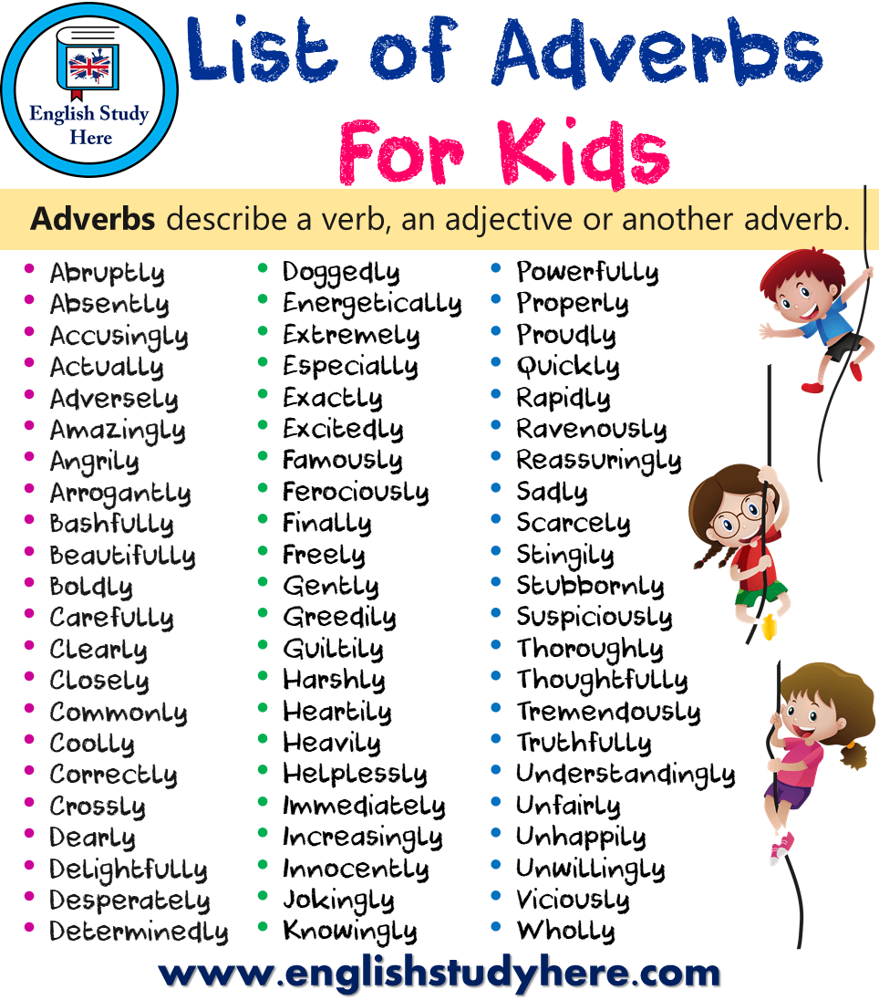 English Study
Here
List of Adverbs
For Kids
Adverbs describe a verb, an adjective or another adverb.
Abruptly
Absently
Accusingly
Actually
Adversely
Amazingly
Angrily
Arrogantly
Bashfully
Beautifully
Boldly
Carefully
Clearly
Closely
Commonly
Coolly
Correctly
Crossly
Dearly
Delightfully
Desperately
Determinedly
Doggedly
Energetically
Extremely
Especially
Exactly
Excitedly
Famously
Ferociously
Finally
Freely
Gently
Greedily
Guiltily
Harshly
Heartily
Heavily
Helplessly
Immediately
Increasingly
Innocently
Jokingly
Knowingly
Powerfully
Properly
Proudly
Quickly
Rapidly
Ravenously
Reassuringly
Sadly
Scarcely
Stingily
Stubbornly
Suspiciously
Thoroughly
Thoughtfully
Tremendously
Truthfully
Understandingly
Unfairly
Unhappily
Unwillingly
Viciously
Wholly
www.englishstudyhere.com